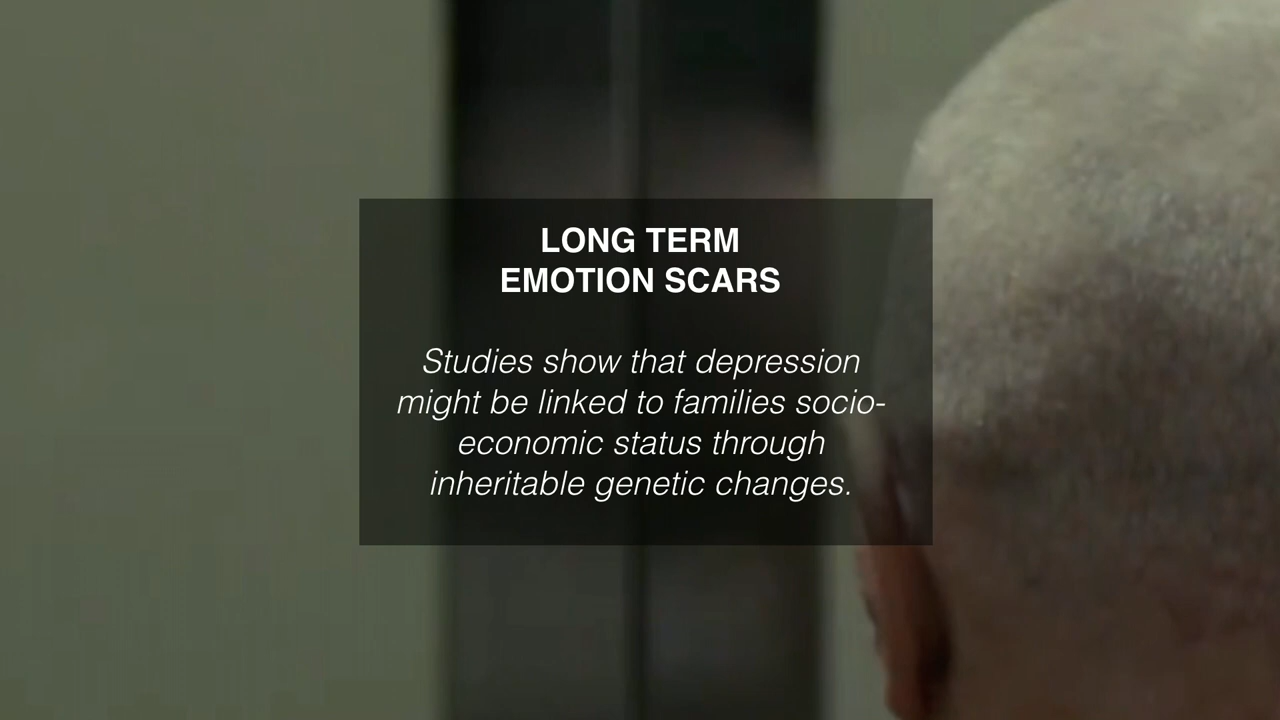 LONG TERM
EMOTION SCARS
Studies show that depression
might be linked to families socio-
economic status through
inheritable genetic changes.